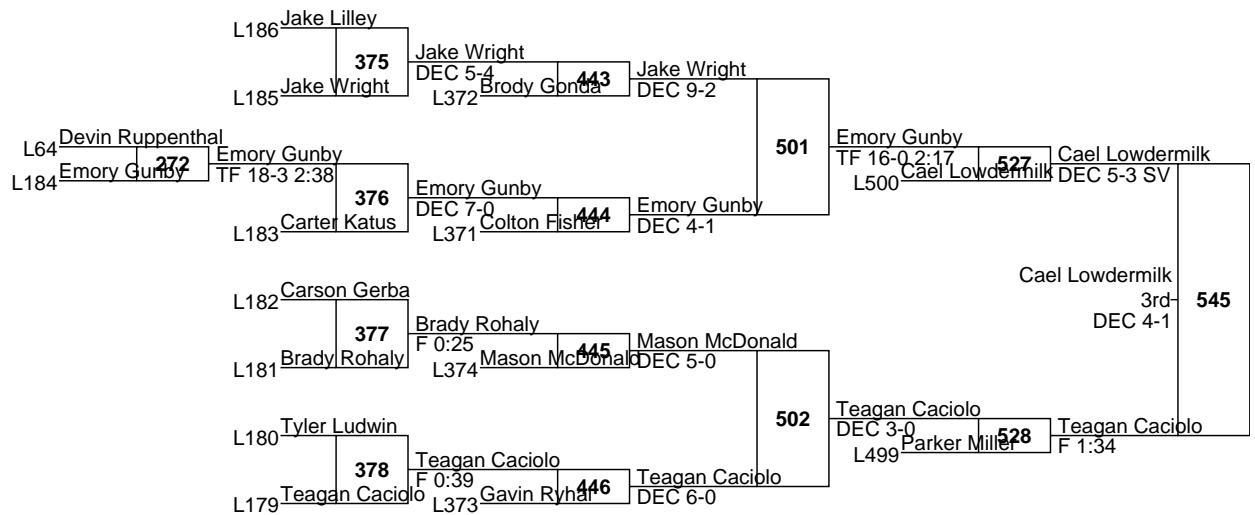 L186 Jake Lilley
375
L185 Jake Wright
Jake Wright
DEC 5-4
443
L372 Brody Gonda
Jake Wright
DEC 9-2
L64 Devin Ruppenthal
272
L184 Emory Gunby
Emory Gunby
TF 18-3 2:38
376
L183 Carter Katus
Emory Gunby
DEC 7-0
444
L371 Colton Fisher
Emory Gunby
DEC 4-1
501
Emory Gunby
TF 16-0 2:17
527
L500 Cael Lowdermilk
Cael Lowdermilk
DEC 5-3 SV
L182 Carson Gerba
377
L181 Brady Rohaly
Brady Rohaly
F 0:25
445
L374 Mason McDonald
Mason McDonald
DEC 5-0
L180 Tyler Ludwin
378
L179 Teagan Caciolo
Teagan Caciolo
F 0:39
446
L373 Gavin Ryhal
Teagan Caciolo
DEC 6-0
502
Teagan Caciolo
DEC 3-0
528
L499 Parker Miller
Teagan Caciolo
F 1:34
545
Cael Lowdermilk
3rd
DEC 4-1